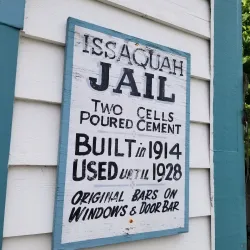 ISSAQUAH
JAIL
TWO CELLS
POURED CEMENT
BUILT in 1914
USED UNTIL 1928
ORIGINAL BARS ON
WINDOWS & DOOR BAR